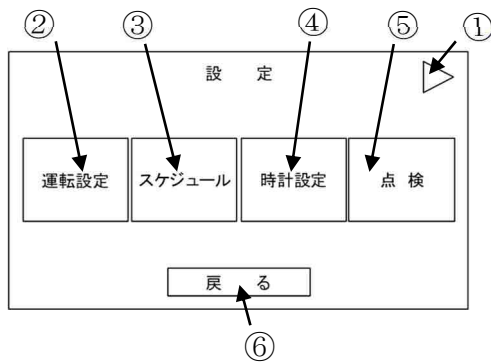 ② ③ ④ ⑤ ①
設 定
運転設定 スケジュール 時計設定 点 検
戻 る
⑥